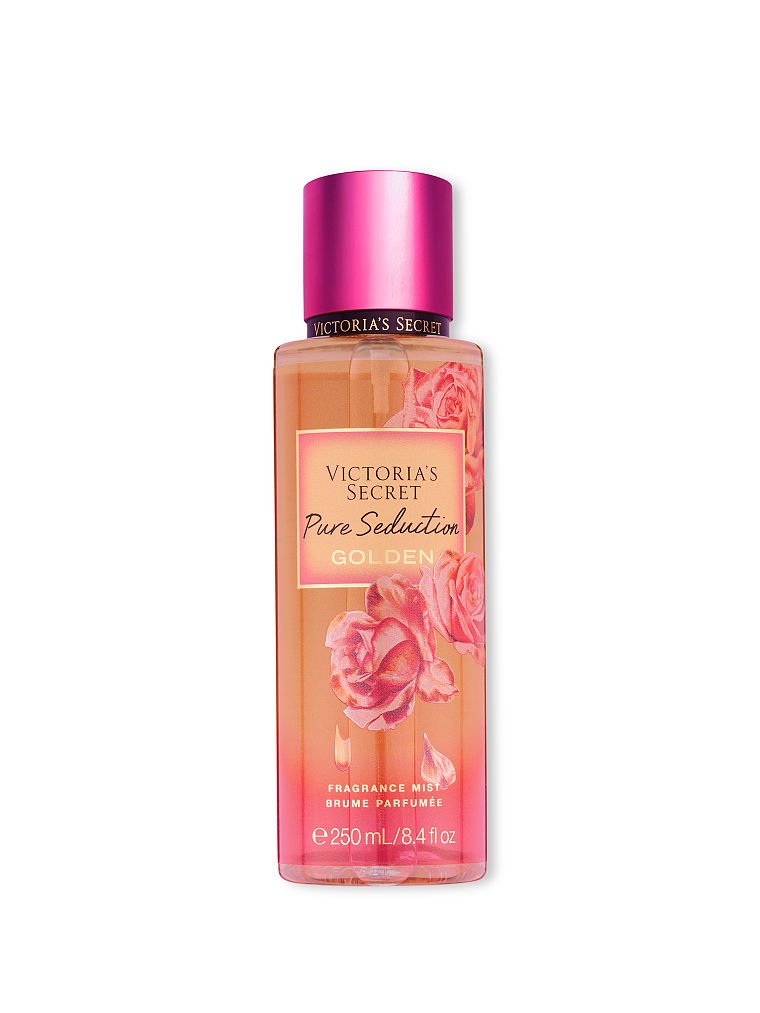 VICTORIA'S SECRET
VICTORIA'S
SECRET
Pure Seduction
GOLDEN
FRAGRANCE MIST
BRUME PARFUMÉE
℮ 250 mL/8.4 fl oz